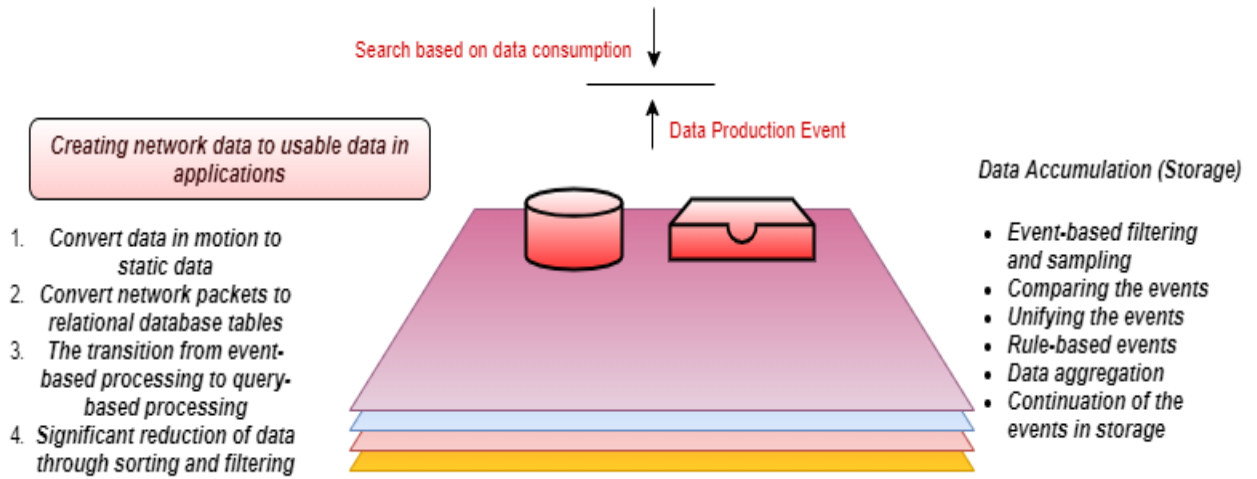 Search based on data consumption
Data Production Event
Creating network data to usable data in
applications
1. Convert data in motion to
static data
2. Convert network packets to
relational database tables
3. The transition from event-
based processing to query-
based processing
4. Significant reduction of data
through sorting and filtering
Data Accumulation (Storage)
• Event-based filtering
and sampling
• Comparing the events
• Unifying the events
• Rule-based events
• Data aggregation
• Continuation of the
events in storage